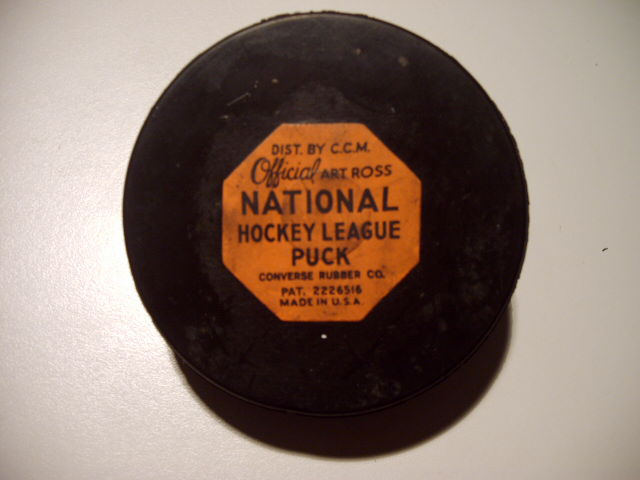 DIST. BY C.C.M.
Official ART ROSS
NATIONAL
HOCKEY LEAGUE
PUCK
CONVERSE RUBBER CO.
PAT. 2226516
MADE IN U.S.A.